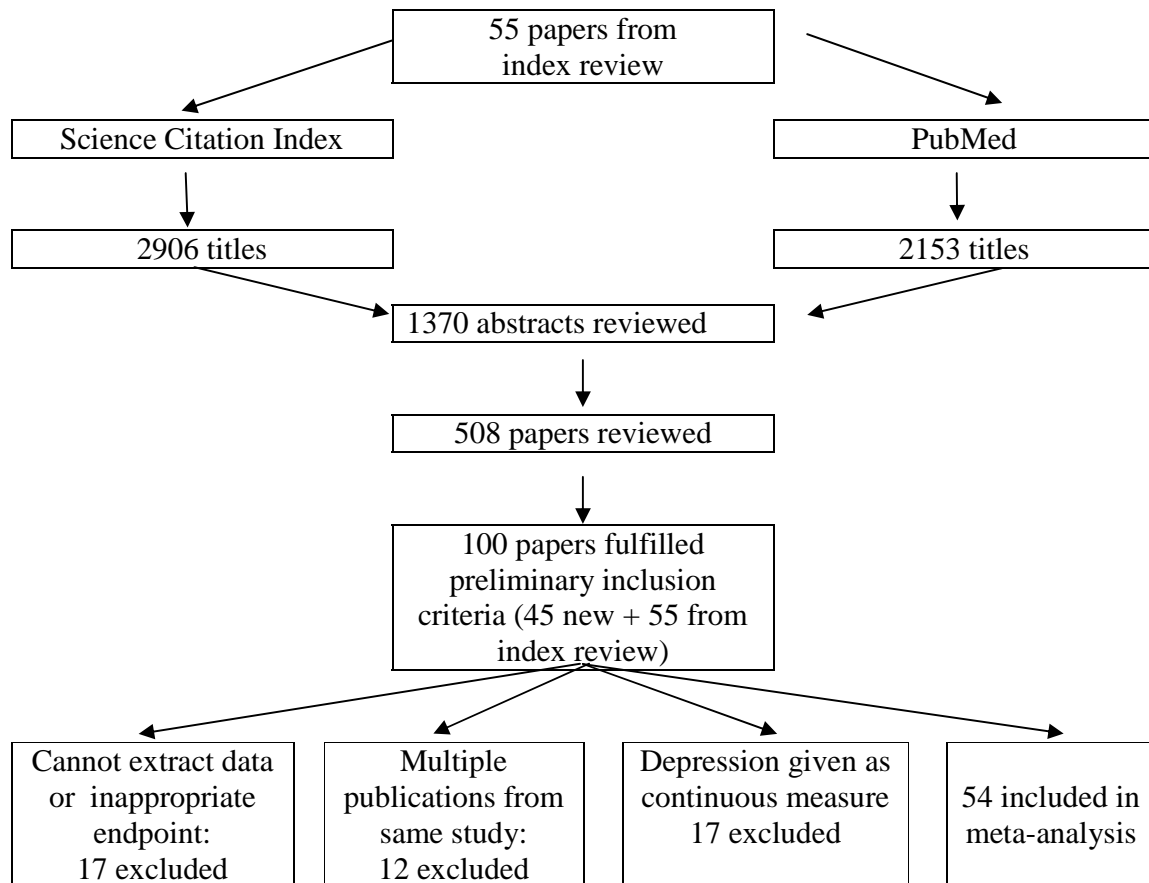 55 papers from
index review
Science Citation Index
PubMed
2906 titles
2153 titles
1370 abstracts reviewed
508 papers reviewed
100 papers fulfilled
preliminary inclusion
criteria (45 new + 55 from
index review)
Cannot extract data
or inappropriate
endpoint:
17 excluded
Multiple
publications from
same study:
12 excluded
Depression given as
continuous measure
17 excluded
54 included in
meta-analysis